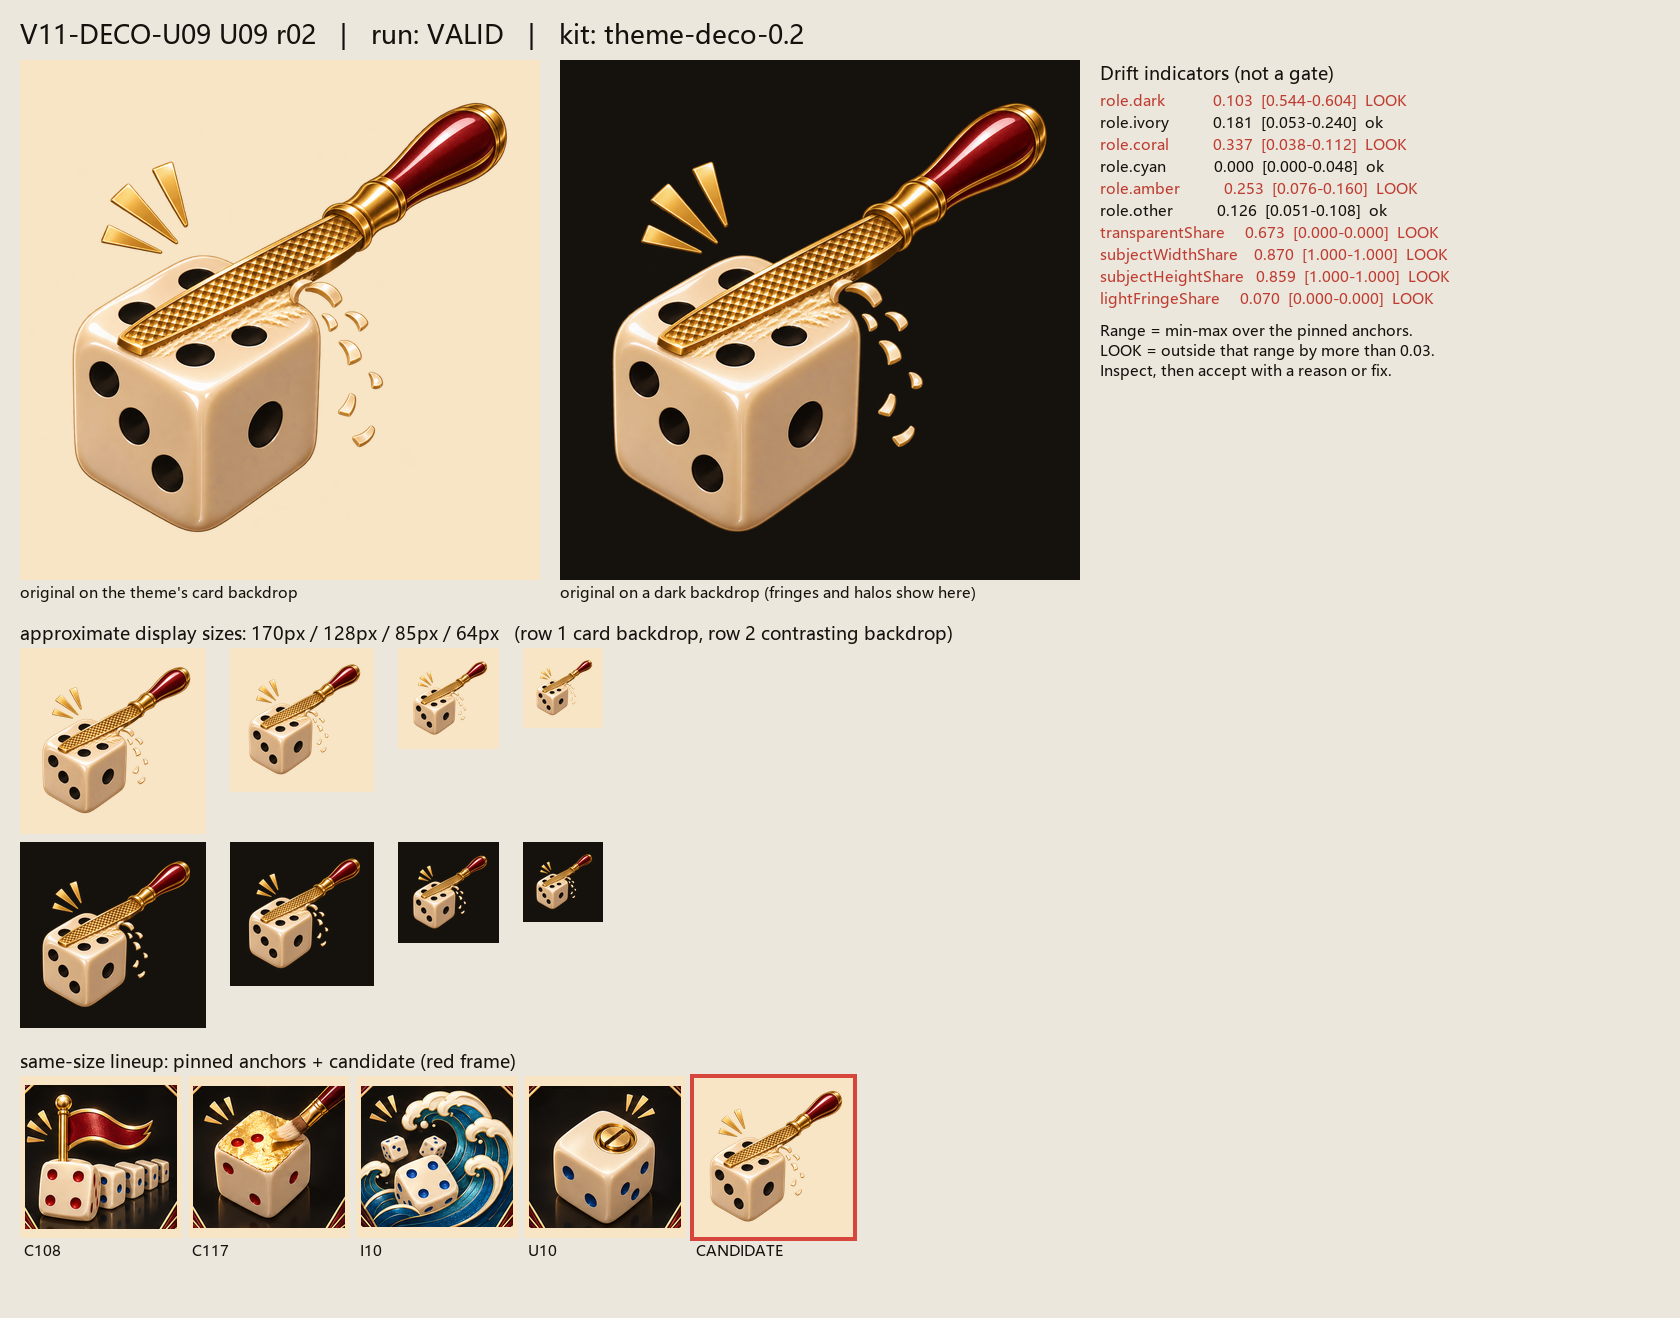 V11-DECO-U09 U09 r02 | run: VALID | kit: theme-deco-0.2
Drift indicators (not a gate)
role.dark 0.103 [0.544-0.604] LOOK
role.ivory 0.181 [0.053-0.240] ok
role.coral 0.337 [0.038-0.112] LOOK
role.cyan 0.000 [0.000-0.048] ok
role.amber 0.253 [0.076-0.160] LOOK
role.other 0.126 [0.051-0.108] ok
transparentShare 0.673 [0.000-0.000] LOOK
subjectWidthShare 0.870 [1.000-1.000] LOOK
subjectHeightShare 0.859 [1.000-1.000] LOOK
lightFringeShare 0.070 [0.000-0.000] LOOK
Range = min-max over the pinned anchors.
LOOK = outside that range by more than 0.03.
Inspect, then accept with a reason or fix.
original on the theme's card backdrop
original on a dark backdrop (fringes and halos show here)
approximate display sizes: 170px / 128px / 85px / 64px (row 1 card backdrop, row 2 contrasting backdrop)
same-size lineup: pinned anchors + candidate (red frame)
C108
C117
I10
U10
CANDIDATE